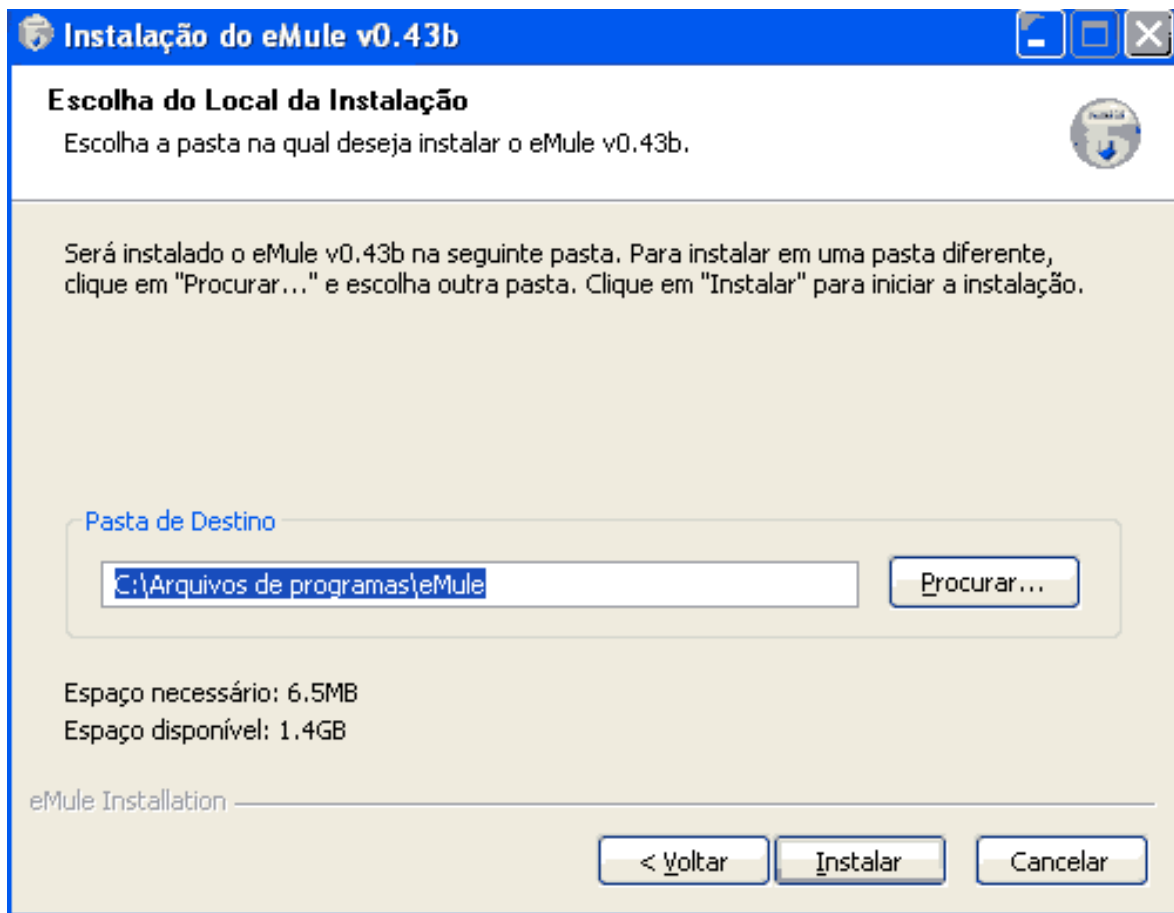 Instalação do eMule v0.43b
Escolha do Local da Instalação
Escolha a pasta na qual deseja instalar o eMule v0.43b.
Será instalado o eMule v0.43b na seguinte pasta. Para instalar em uma pasta diferente,
clique em "Procurar..." e escolha outra pasta. Clique em "Instalar" para iniciar a instalação.
Pasta de Destino
C:\Arquivos de programas\eMule
Procurar...
Espaço necessário: 6.5MB
Espaço disponível: 1.4GB
eMule Installation
< Voltar
Instalar
Cancelar